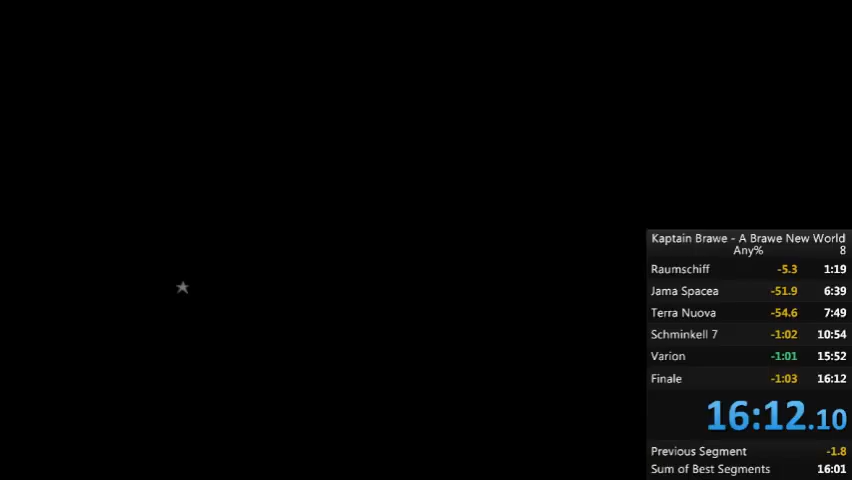 Kaptain Brawe - A Brawe New World
Any% 8
Raumschiff -5.3 1:19
Jama Spacea -51.9 6:39
Terra Nuova -54.6 7:49
Schminkell 7 -1:02 10:54
Varion -1:01 15:52
Finale -1:03 16:12
16:12.10
Previous Segment -1.8
Sum of Best Segments 16:01